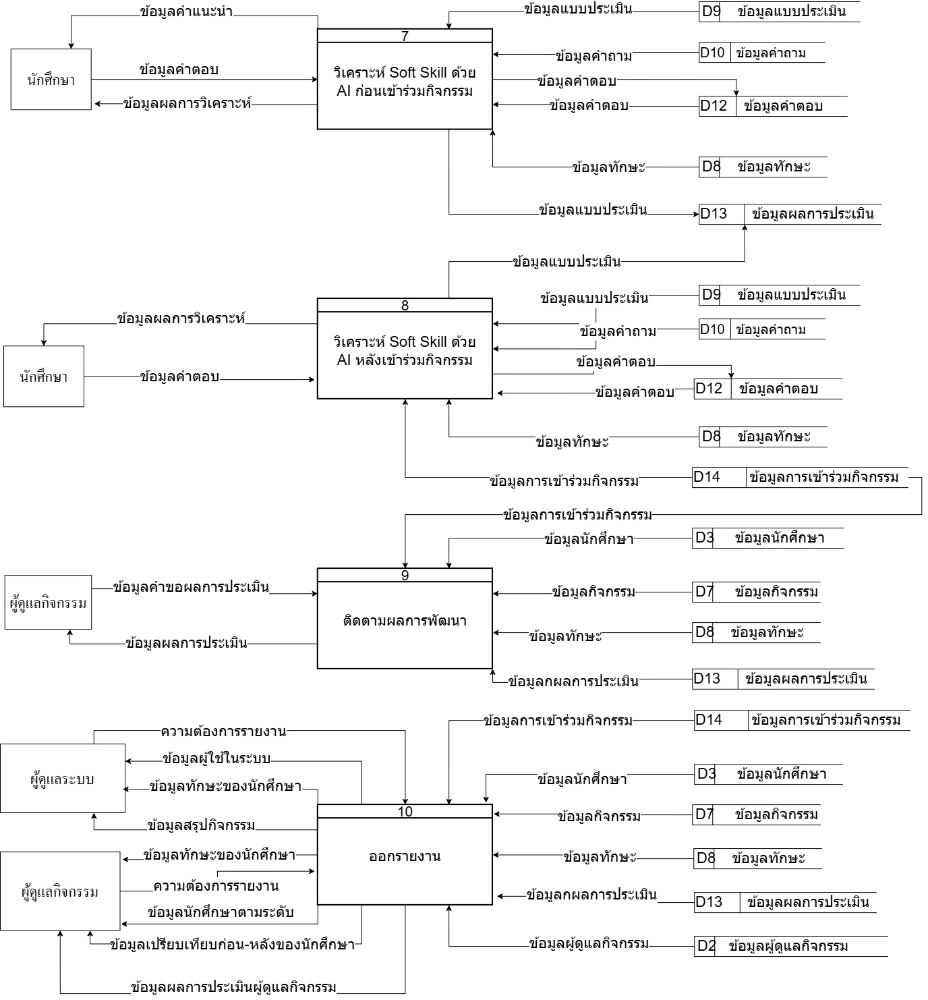 ข้อมูลคำแนะนำ
ข้อมูลแบบประเมิน
D9 ข้อมูลแบบประเมิน
7
ข้อมูลคำถาม
D10 ข้อมูลคำถาม
นักศึกษา
ข้อมูลคำตอบ
วิเคราะห์ Soft Skill ด้วย
AI ก่อนเข้าร่วมกิจกรรม
ข้อมูลคำตอบ
ข้อมูลผลการวิเคราะห์
ข้อมูลคำตอบ
D12 ข้อมูลคำตอบ
ข้อมูลทักษะ
D8 ข้อมูลทักษะ
ข้อมูลแบบประเมิน
D13 ข้อมูลผลการประเมิน
ข้อมูลแบบประเมิน
ข้อมูลแบบประเมิน
D9 ข้อมูลแบบประเมิน
8
ข้อมูลผลการวิเคราะห์
ข้อมูลคำถาม
D10 ข้อมูลคำถาม
วิเคราะห์ Soft Skill ด้วย
AI หลังเข้าร่วมกิจกรรม
ข้อมูลคำตอบ
นักศึกษา
ข้อมูลคำตอบ
ข้อมูลคำตอบ
D12 ข้อมูลคำตอบ
ข้อมูลทักษะ
D8 ข้อมูลทักษะ
ข้อมูลการเข้าร่วมกิจกรรม
D14 ข้อมูลการเข้าร่วมกิจกรรม
ข้อมูลการเข้าร่วมกิจกรรม
ข้อมูลนักศึกษา
D3 ข้อมูลนักศึกษา
9
ข้อมูลคำขอผลการประเมิน
ข้อมูลกิจกรรม
D7 ข้อมูลกิจกรรม
ผู้ดูแลกิจกรรม
ติดตามผลการพัฒนา
ข้อมูลทักษะ
D8 ข้อมูลทักษะ
ข้อมูลผลการประเมิน
ข้อมูลกผลการประเมิน
D13 ข้อมูลผลการประเมิน
ข้อมูลการเข้าร่วมกิจกรรม
D14 ข้อมูลการเข้าร่วมกิจกรรม
ความต้องการรายงาน
ข้อมูลผู้ใช้ในระบบ
ผู้ดูแลระบบ
ข้อมูลนักศึกษา
D3 ข้อมูลนักศึกษา
ข้อมูลทักษะของนักศึกษา
10
ข้อมูลกิจกรรม
D7 ข้อมูลกิจกรรม
ข้อมูลสรุปกิจกรรม
ข้อมูลทักษะของนักศึกษา
ออกรายงาน
ข้อมูลทักษะ
D8 ข้อมูลทักษะ
ความต้องการรายงาน
ผู้ดูแลกิจกรรม
ข้อมูลกผลการประเมิน
D13 ข้อมูลผลการประเมิน
ข้อมูลนักศึกษาตามระดับ
ข้อมูลเปรียบเทียบก่อน-หลังของนักศึกษา
ข้อมูลผู้ดูแลกิจกรรม
D2 ข้อมูลผู้ดูแลกิจกรรม
ข้อมูลผลการประเมินผู้ดูแลกิจกรรม